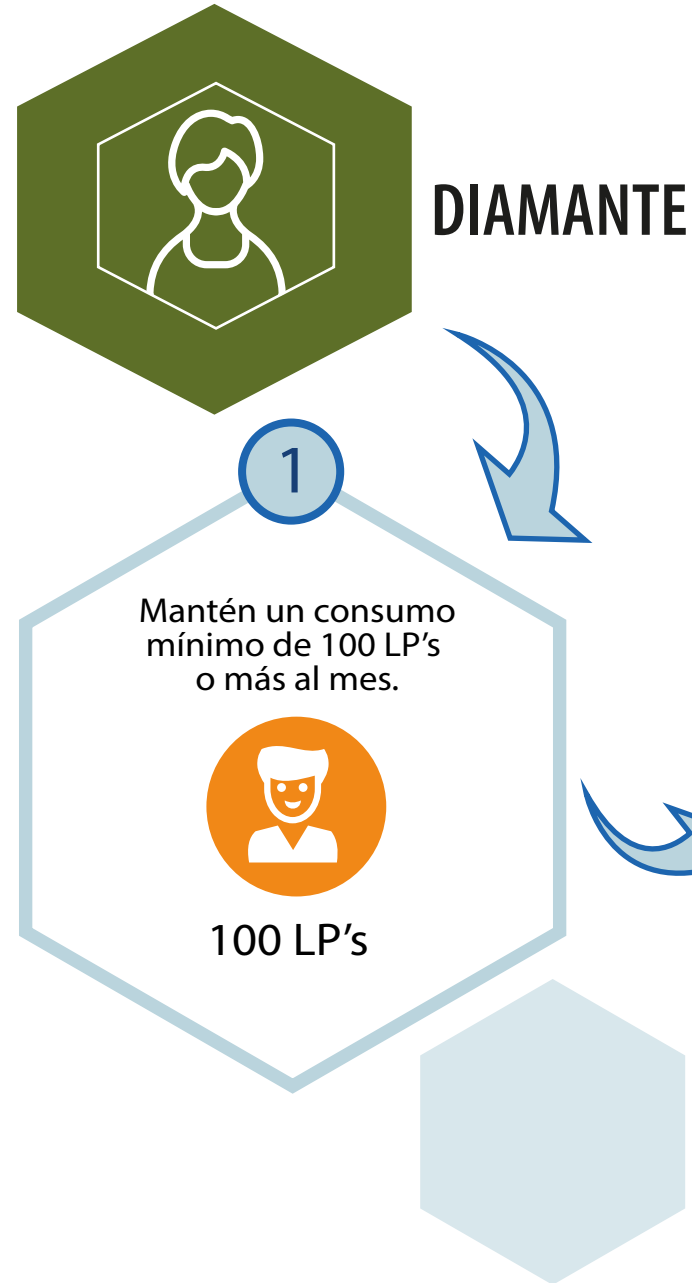 DIAMANTE
1
Mantén un consumo
mínimo de 100 LP’s
o más al mes.
100 LP’s